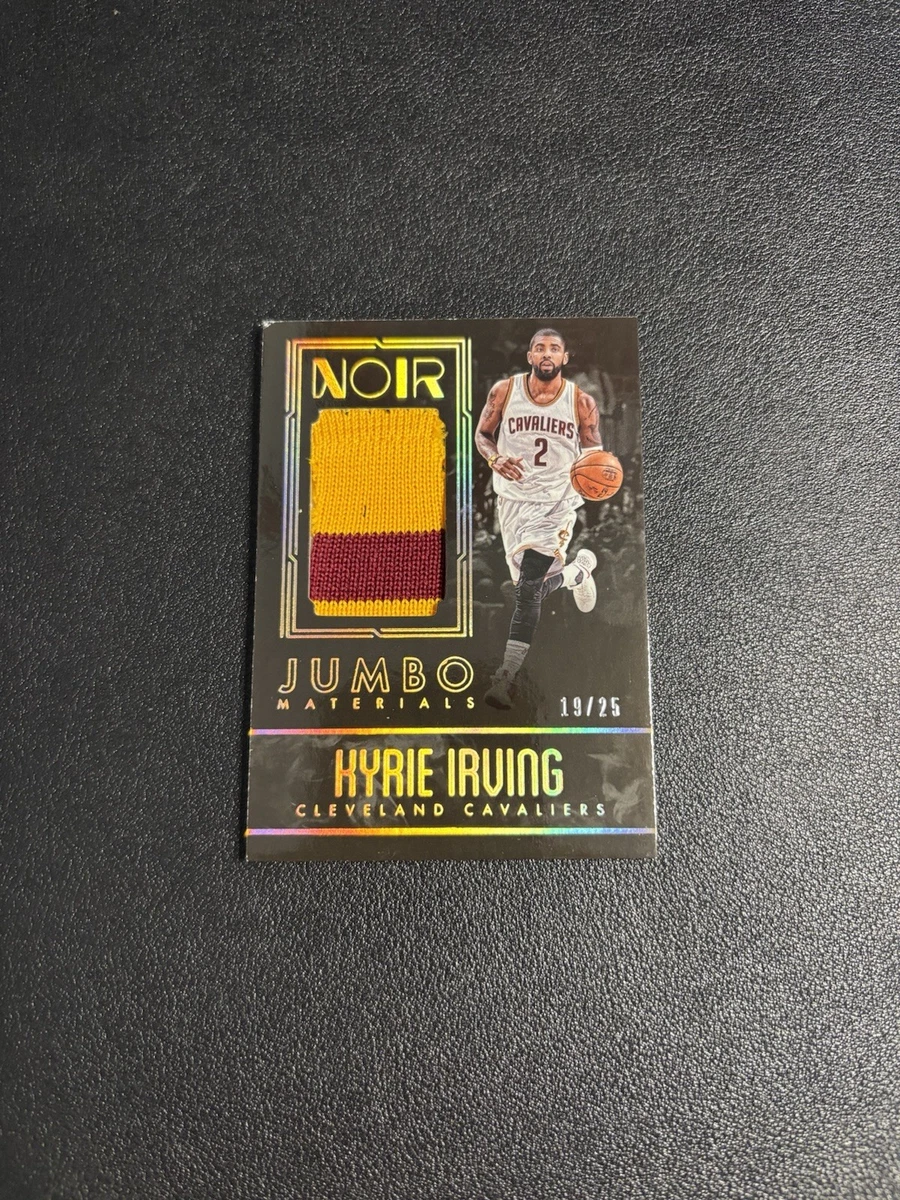 NOIR
CAVALIERS
2
JUMBO
MATERIALS
19/25
KYRIE IRVING
CLEVELAND CAVALIERS